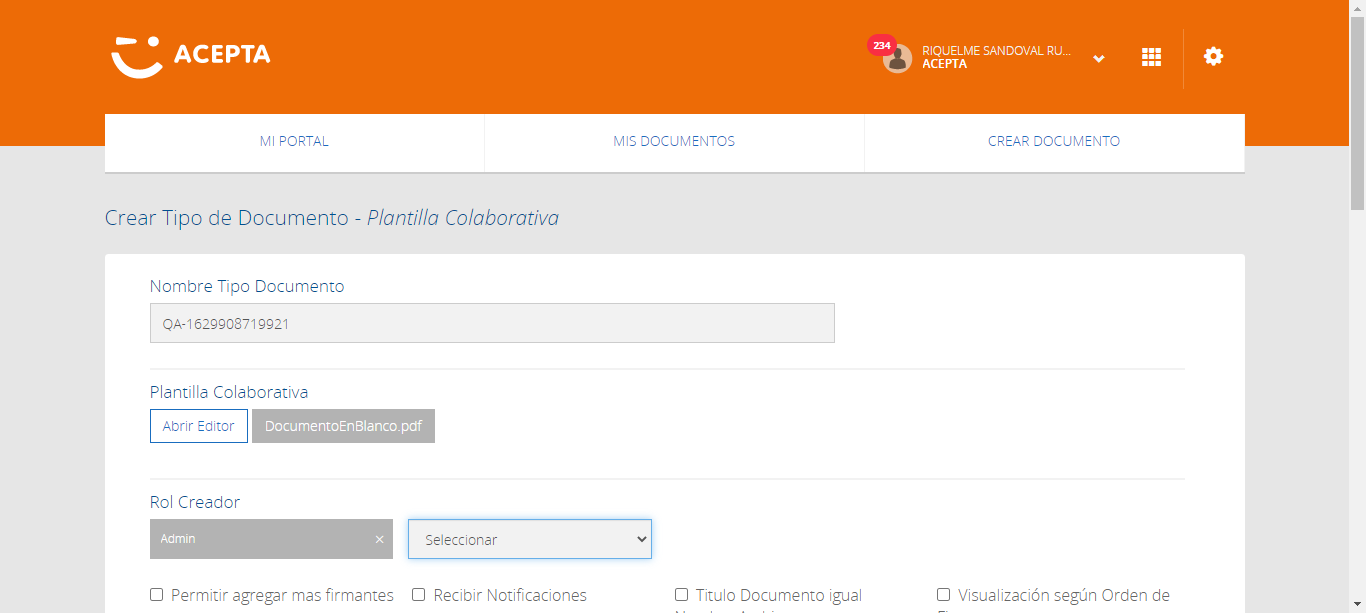 ACEPTA
234
RIQUELME SANDOVAL RU...
ACEPTA
MI PORTAL
MIS DOCUMENTOS
CREAR DOCUMENTO
Crear Tipo de Documento - Plantilla Colaborativa
Nombre Tipo Documento
QA-1629908719921
Plantilla Colaborativa
Abrir Editor
DocumentoEnBlanco.pdf
Rol Creador
Admin ×
Seleccionar
Permitir agregar mas firmantes
Recibir Notificaciones
Titulo Documento igual
Visualización según Orden de